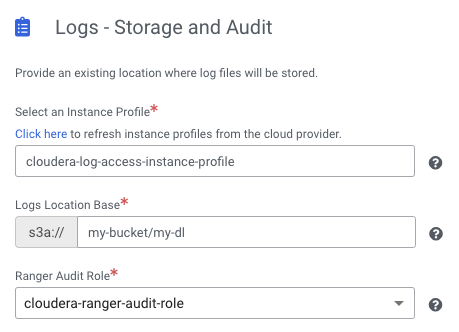 Logs - Storage and Audit
Provide an existing location where log files will be stored.
Select an Instance Profile*
Click here to refresh instance profiles from the cloud provider.
cloudera-log-access-instance-profile
?
Logs Location Base*
s3a:// my-bucket/my-dl
?
Ranger Audit Role*
cloudera-ranger-audit-role
?